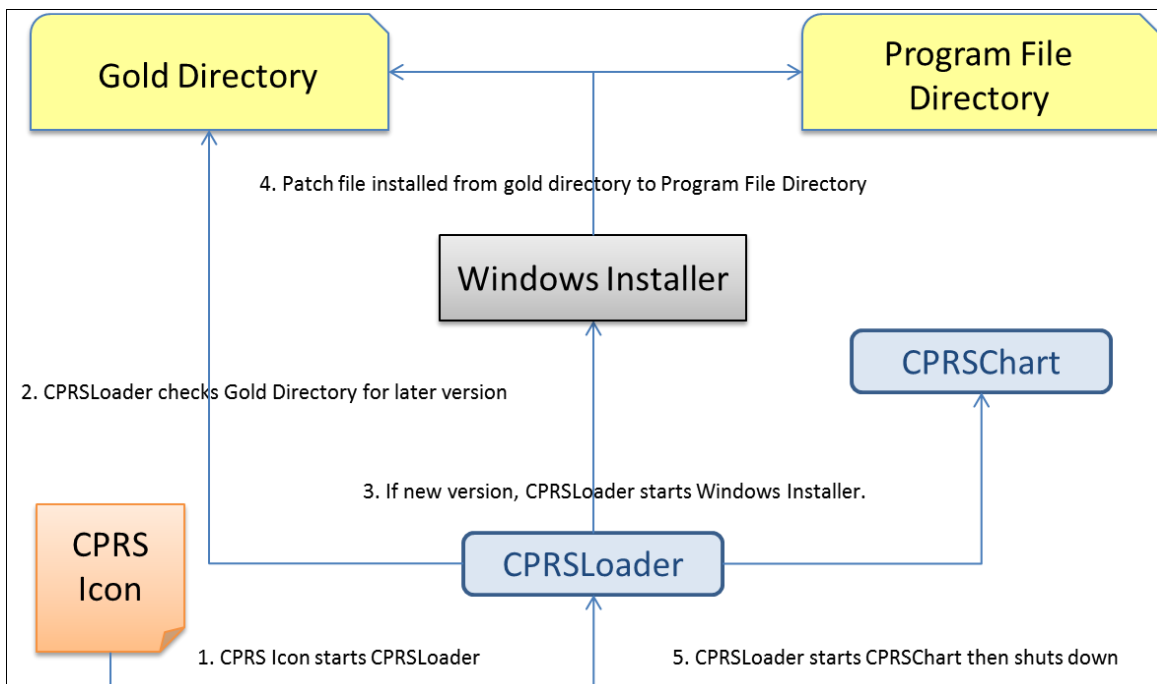 Gold Directory
Program File
Directory
4. Patch file installed from gold directory to Program File Directory
Windows Installer
CPRSChart
2. CPRSLoader checks Gold Directory for later version
3. If new version, CPRSLoader starts Windows Installer.
CPRS
Icon
CPRSLoader
1. CPRS Icon starts CPRSLoader
5. CPRSLoader starts CPRSChart then shuts down